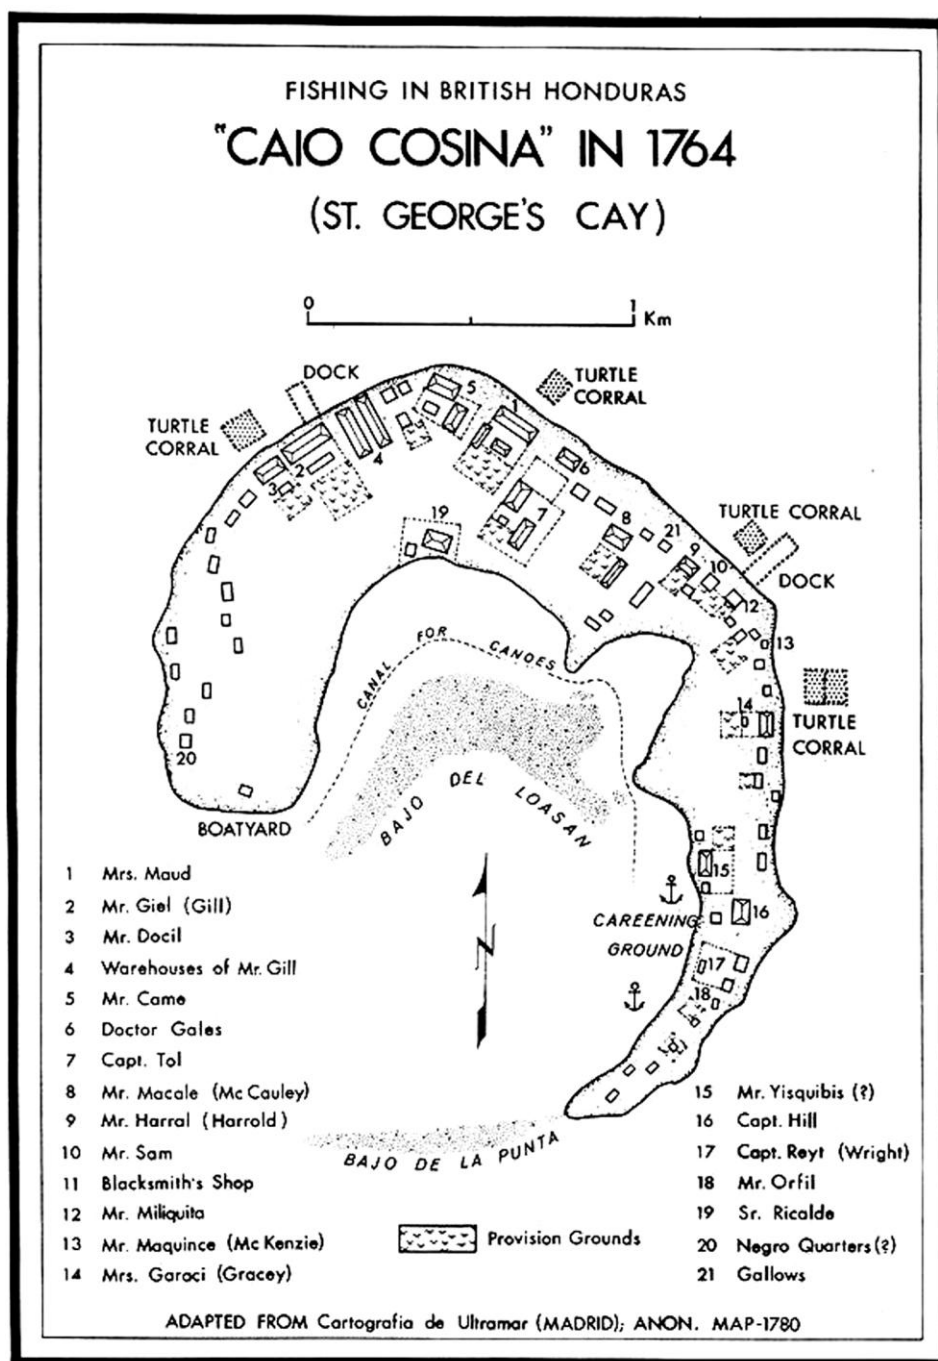 FISHING IN BRITISH HONDURAS
"CAIO COSINA" IN 1764
(ST. GEORGE'S CAY)
0 1 Km
DOCK
TURTLE CORRAL
TURTLE CORRAL
5
1
2
4
3
6
19
7
8
21
9
10
12
13
TURTLE CORRAL
DOCK
CANAL FOR CANOES
14
TURTLE CORRAL
20
BOATYARD
BAJO DEL LOASAN
15
16
CAREENING GROUND
17
18
N
BAJO DE LA PUNTA
1 Mrs. Maud
2 Mr. Giel (Gill)
3 Mr. Docil
4 Warehouses of Mr. Gill
5 Mr. Came
6 Doctor Gales
7 Capt. Tol
8 Mr. Macale (Mc Cauley)
9 Mr. Harral (Harrold)
10 Mr. Sam
11 Blacksmith's Shop
12 Mr. Miliquita
13 Mr. Maquince (Mc Kenzie)
14 Mrs. Garaci (Gracey)
Provision Grounds
15 Mr. Yisquibis (?)
16 Capt. Hill
17 Capt. Reyt (Wright)
18 Mr. Orfil
19 Sr. Ricalde
20 Negro Quarters (?)
21 Gallows
ADAPTED FROM Cartografia de Ultramar (MADRID); ANON. MAP-1780